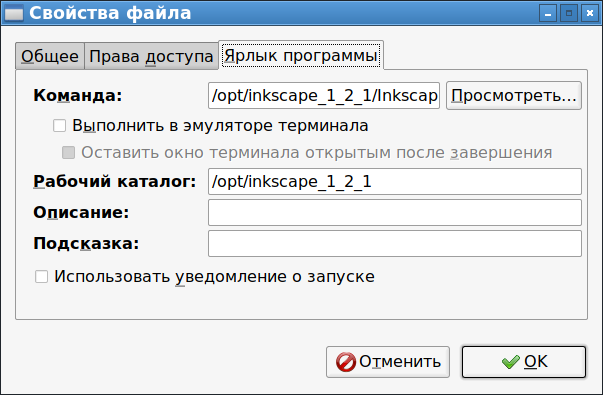 Свойства файла
Общее Права доступа Ярлык программы
Команда: /opt/inkscape_1_2_1/Inkscap Просмотреть...
Выполнить в эмуляторе терминала
Оставить окно терминала открытым после завершения
Рабочий каталог: /opt/inkscape_1_2_1
Описание:
Подсказка:
Использовать уведомление о запуске
Отменить OK